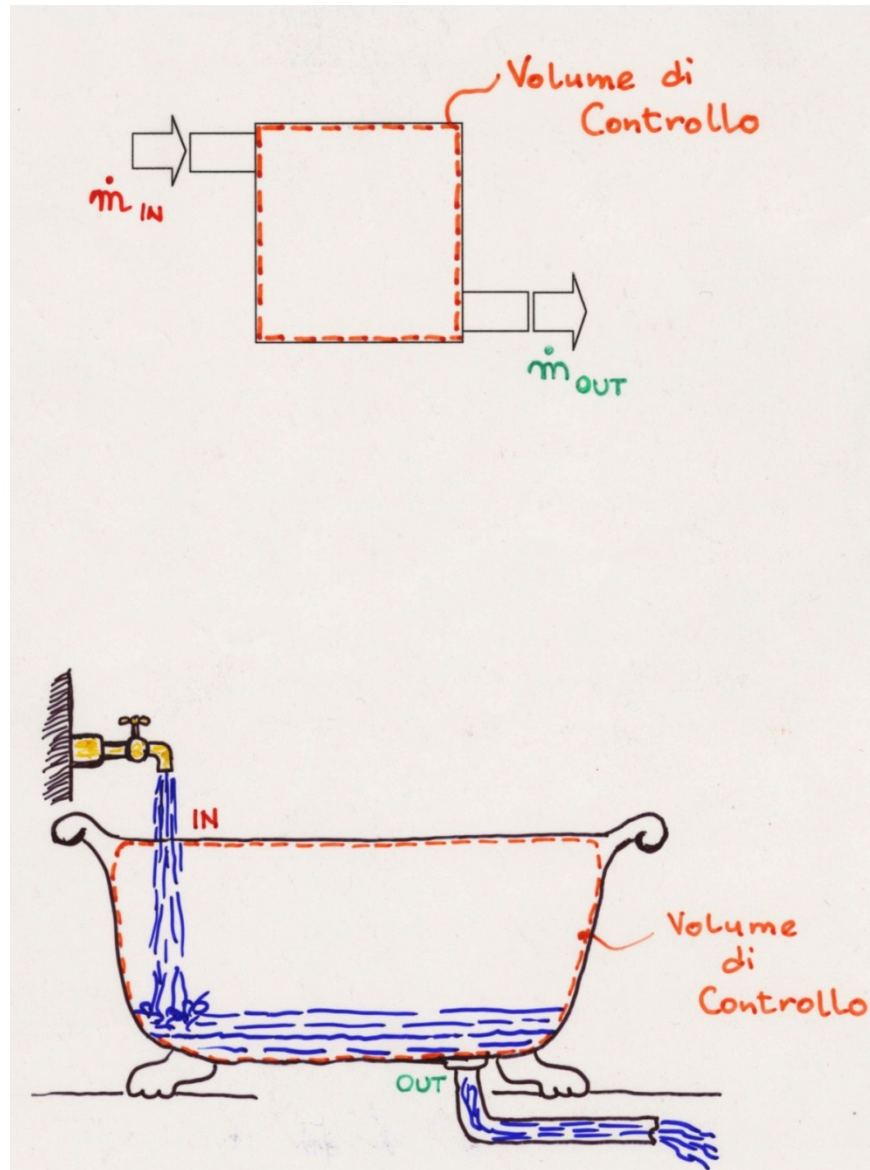 Volume di
Controllo
ṁ IN
ṁ OUT
IN
Volume
di
Controllo
OUT